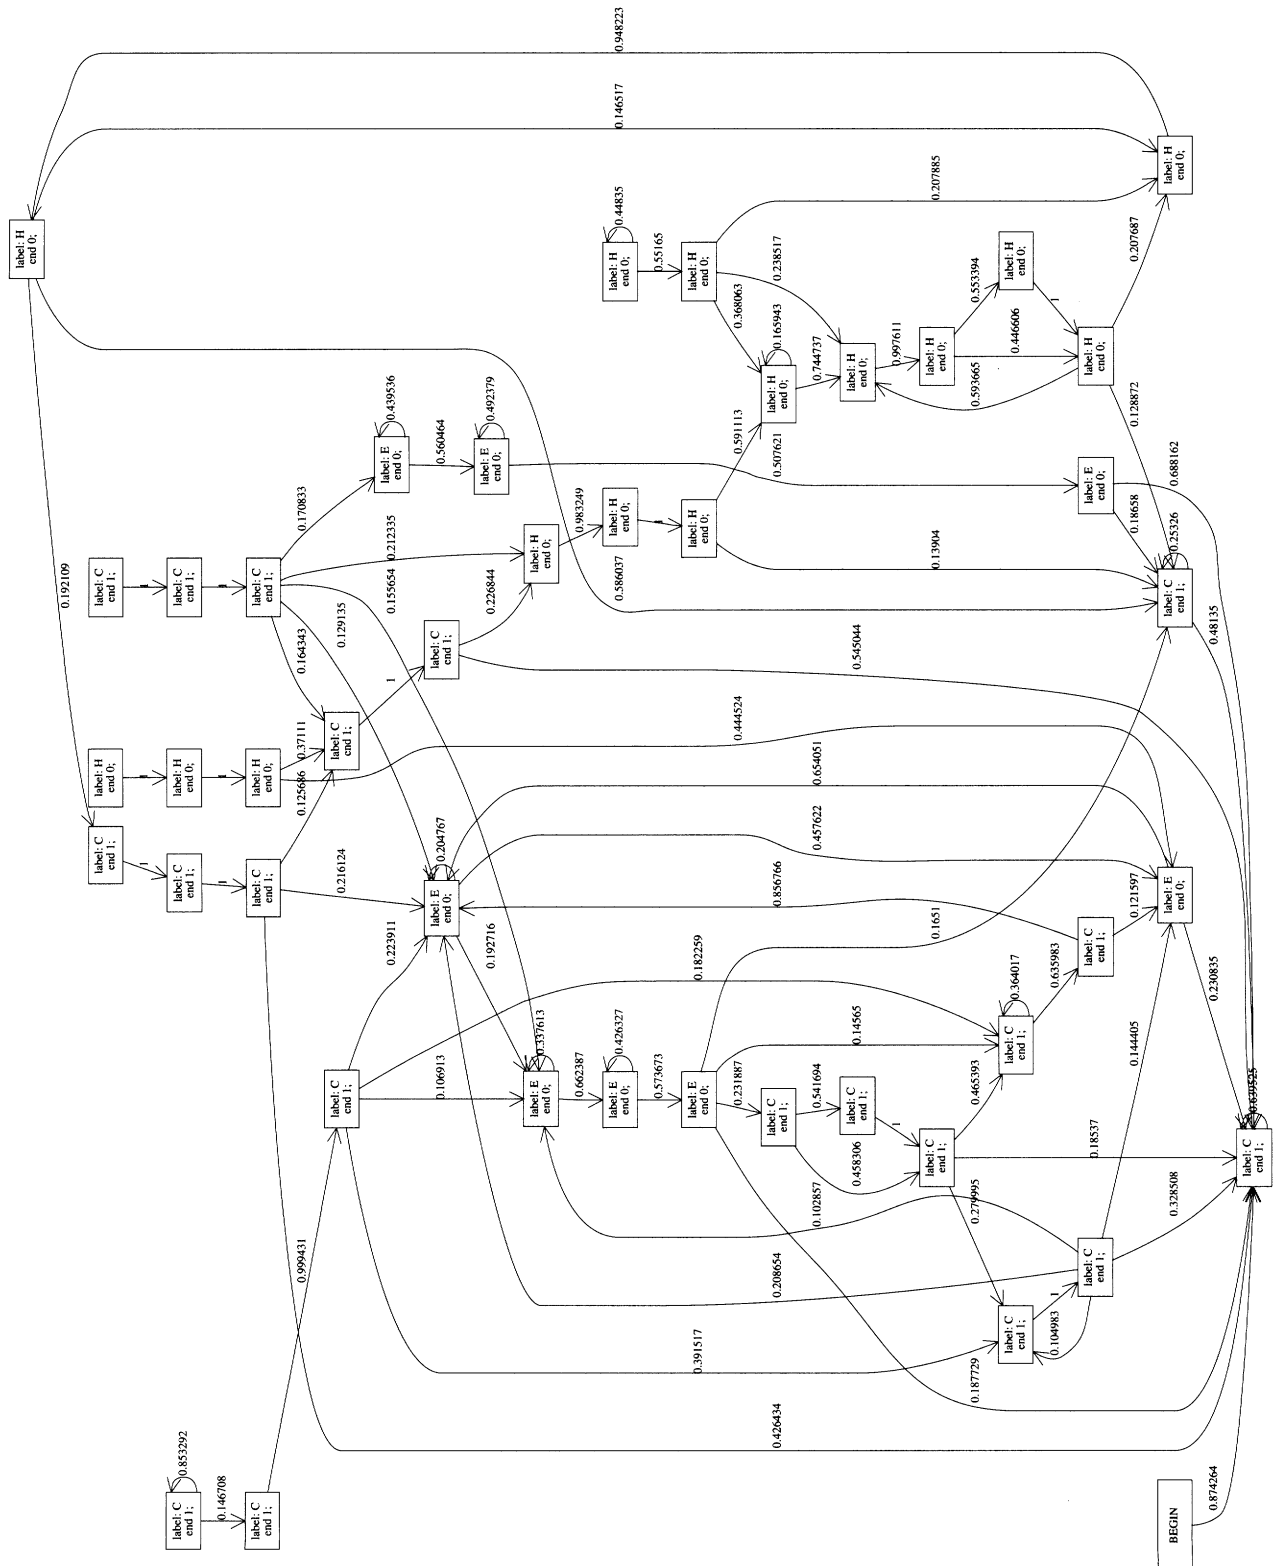 label: H
end 0;
0.192109
label: C
end 1;
label: H
end 0;
label: C
end 1;
1
1
1
label: C
end 1;
0.853292
label: C
end 1;
label: H
end 0;
label: C
end 1;
0.146708
1
1
1
label: C
end 1;
label: C
end 1;
label: H
end 0;
label: C
end 1;
0.999431
0.125686
0.37111
0.164343
0.170833
label: C
end 1;
0.216124
label: C
end 1;
0.129135
0.223911
1
0.155654
0.212335
label: E
end 0;
0.439536
0.106913
label: E
end 0;
0.204767
label: C
end 1;
0.560464
0.192716
0.226844
label: E
end 0;
0.492379
label: E
end 0;
0.337613
label: H
end 0;
0.662387
0.983249
label: E
end 0;
0.426327
0.586037
label: H
end 0;
label: H
end 0;
0.44835
0.146517
0.948223
0.573673
1
0.55165
0.391517
label: E
end 0;
0.182259
label: H
end 0;
label: H
end 0;
0.231887
0.444524
0.591113
0.368063
0.426434
0.208654
label: C
end 1;
0.856766
0.507621
label: H
end 0;
0.165943
0.238517
0.102857
0.541694
0.457622
0.654051
0.744737
0.458306
label: C
end 1;
0.14565
0.545044
label: H
end 0;
1
0.997611
label: C
end 1;
0.1651
0.13904
label: H
end 0;
0.207885
0.187729
0.279995
0.465393
0.593665
0.553394
label: C
end 1;
label: C
end 1;
0.364017
0.446606
label: H
end 0;
0.104983
1
0.635983
1
label: C
end 1;
0.18537
label: C
end 1;
label: E
end 0;
label: H
end 0;
0.144405
0.121597
0.18658
0.128872
0.207687
BEGIN
0.328508
label: E
end 0;
label: C
end 1;
0.25326
0.688162
label: H
end 0;
0.874264
0.230835
0.48135
label: C
end 1;
0.639525